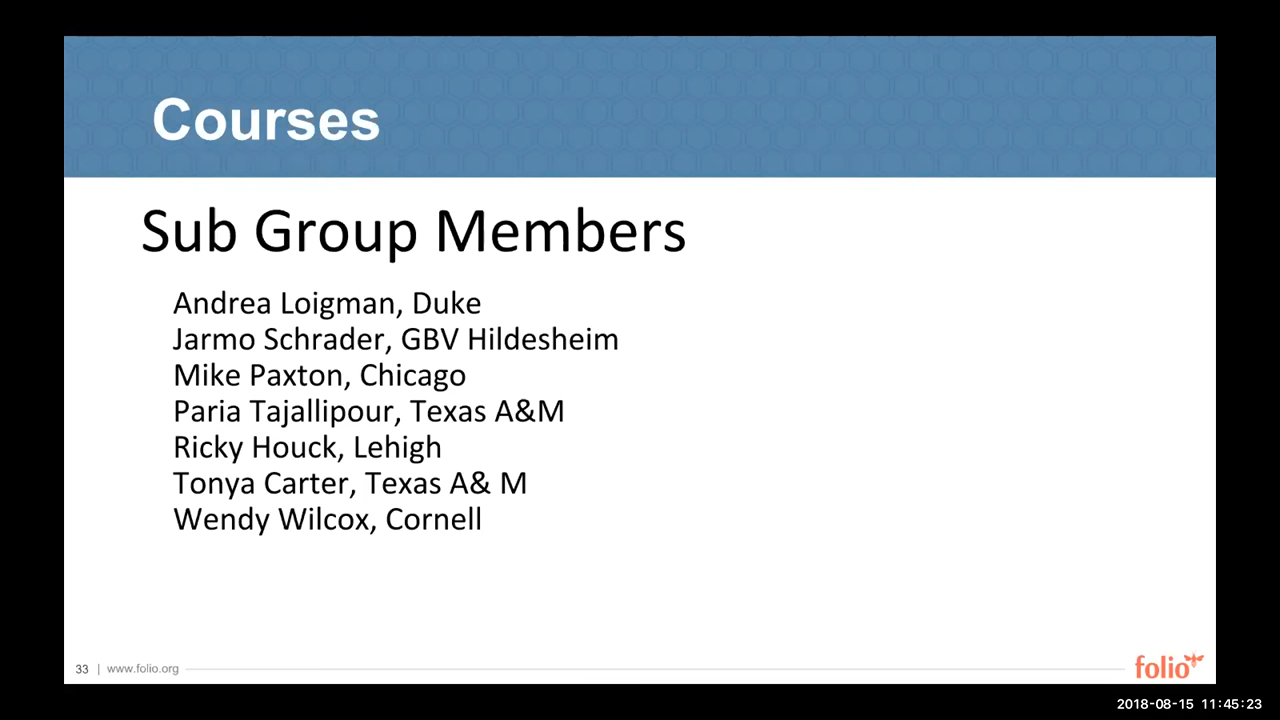 Courses
Sub Group Members
Andrea Loigman, Duke
Jarmo Schrader, GBV Hildesheim
Mike Paxton, Chicago
Paria Tajallipour, Texas A&M
Ricky Houck, Lehigh
Tonya Carter, Texas A& M
Wendy Wilcox, Cornell
33 | www.folio.org
folio
2018-08-15 11:45:23